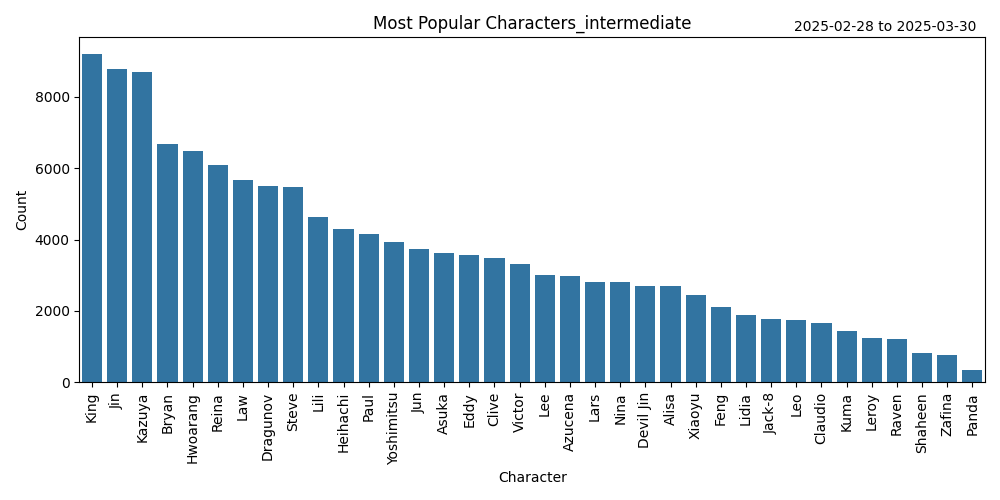 Most Popular Characters_intermediate
2025-02-28 to 2025-03-30
Count
8000
6000
4000
2000
0
King
Jin
Kazuya
Bryan
Hwoarang
Reina
Law
Dragunov
Steve
Lili
Heihachi
Paul
Yoshimitsu
Jun
Asuka
Eddy
Clive
Victor
Lee
Azucena
Lars
Nina
Devil Jin
Alisa
Xiaoyu
Feng
Lidia
Jack-8
Leo
Claudio
Kuma
Leroy
Raven
Shaheen
Zafina
Panda
Character